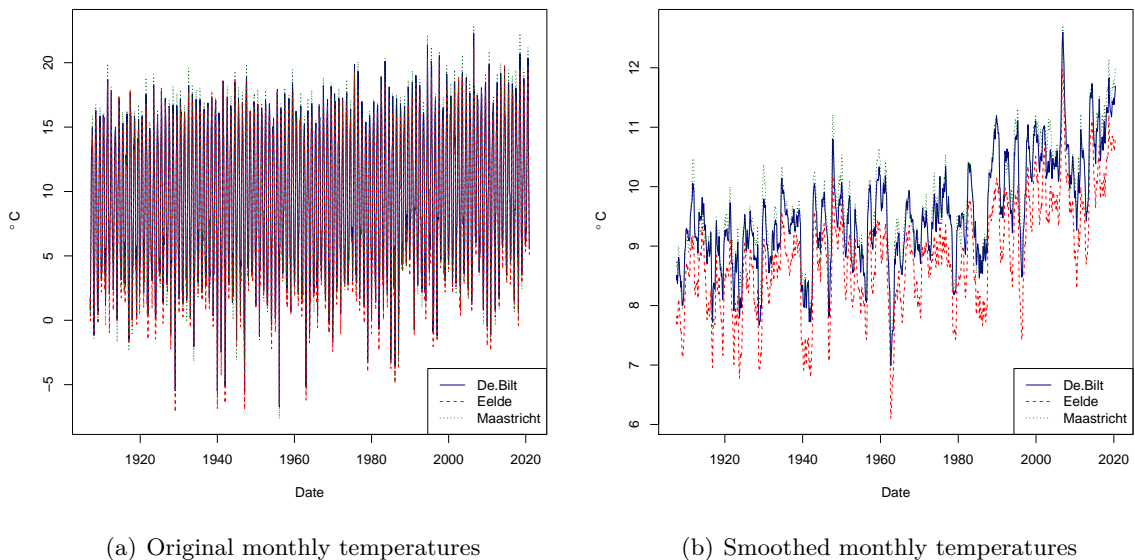 20
15
10
5
0
−5
° C
1920
1940
1960
1980
2000
2020
Date
De.Bilt
Eelde
Maastricht
(a) Original monthly temperatures
12
11
10
9
8
7
6
° C
1920
1940
1960
1980
2000
2020
Date
De.Bilt
Eelde
Maastricht
(b) Smoothed monthly temperatures